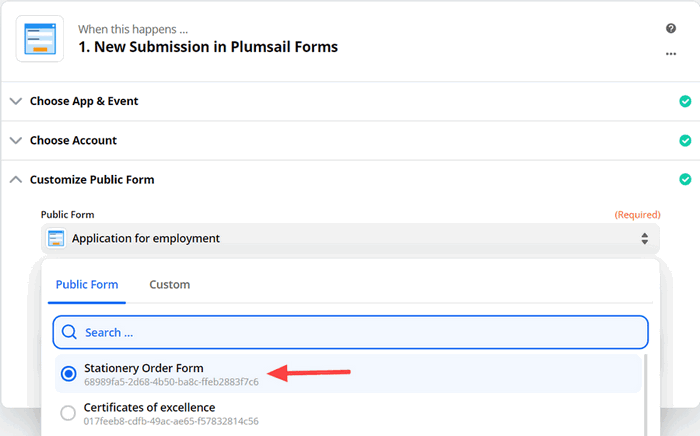 When this happens ...
1. New Submission in Plumsail Forms
Choose App & Event
Choose Account
Customize Public Form
Public Form (Required)
Application for employment
Public Form Custom
Search ...
Stationery Order Form
68989fa5-2d68-4b50-ba8c-ffeb2883f7c6
Certificates of excellence
017feeb8-cdfb-49ac-ae65-f57832814c56